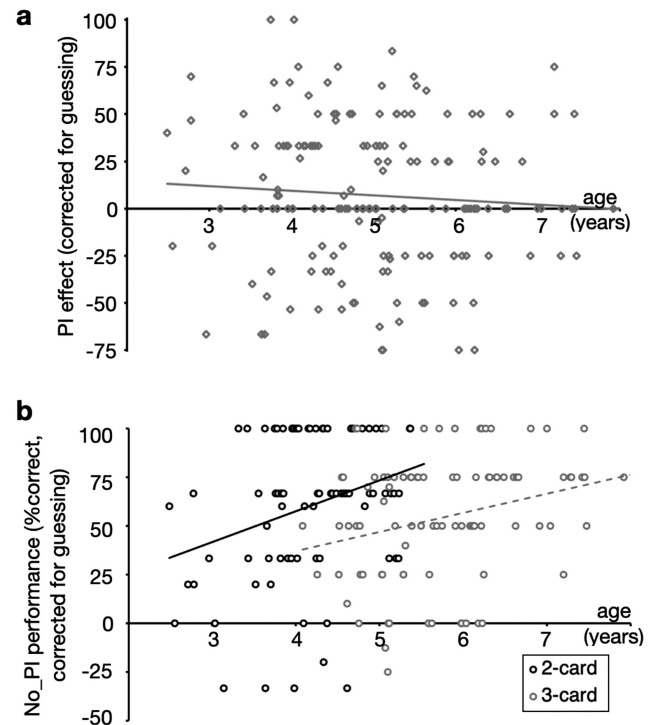 a
PI effect (corrected for guessing)
100
75
50
25
0
-25
-50
-75
3
4
5
6
7
age
(years)
b
No_PI performance (%correct,
corrected for guessing)
100
75
50
25
0
-25
-50
3
4
5
6
7
age
(years)
2-card
3-card